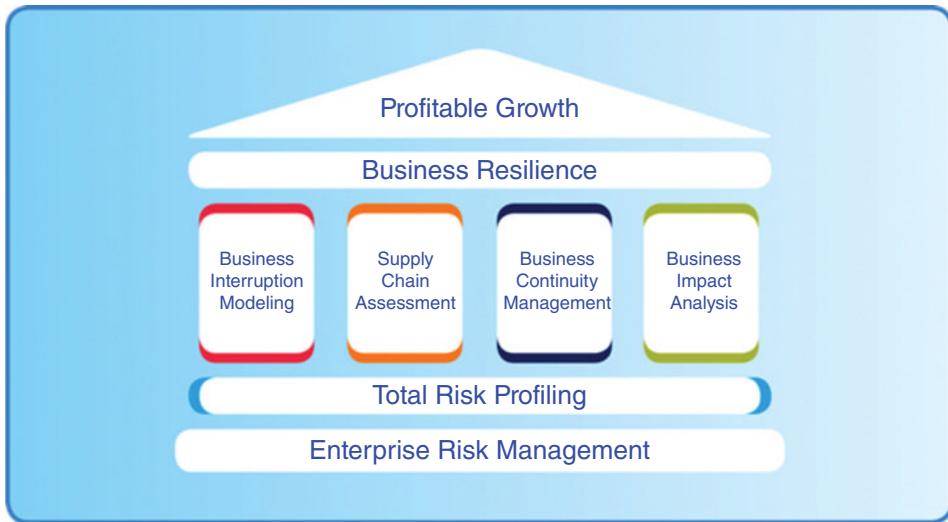 Profitable Growth
Business Resilience
Business
Interruption
Modeling
Supply
Chain
Assessment
Business
Continuity
Management
Business
Impact
Analysis
Total Risk Profiling
Enterprise Risk Management